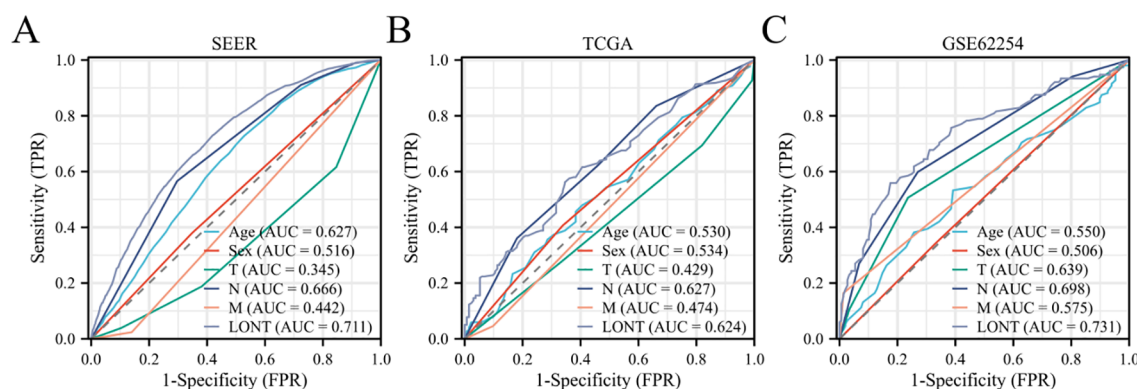 A
SEER
Sensitivity (TPR)
1.0
0.8
0.6
0.4
0.2
0.0
Age (AUC = 0.627)
Sex (AUC = 0.516)
T (AUC = 0.345)
N (AUC = 0.666)
M (AUC = 0.442)
LONT (AUC = 0.711)
0.0 0.2 0.4 0.6 0.8 1.0
1-Specificity (FPR)
B
TCGA
Sensitivity (TPR)
1.0
0.8
0.6
0.4
0.2
0.0
Age (AUC = 0.530)
Sex (AUC = 0.534)
T (AUC = 0.429)
N (AUC = 0.627)
M (AUC = 0.474)
LONT (AUC = 0.624)
0.0 0.2 0.4 0.6 0.8 1.0
1-Specificity (FPR)
C
GSE62254
Sensitivity (TPR)
1.0
0.8
0.6
0.4
0.2
0.0
Age (AUC = 0.550)
Sex (AUC = 0.506)
T (AUC = 0.639)
N (AUC = 0.698)
M (AUC = 0.575)
LONT (AUC = 0.731)
0.0 0.2 0.4 0.6 0.8 1.0
1-Specificity (FPR)